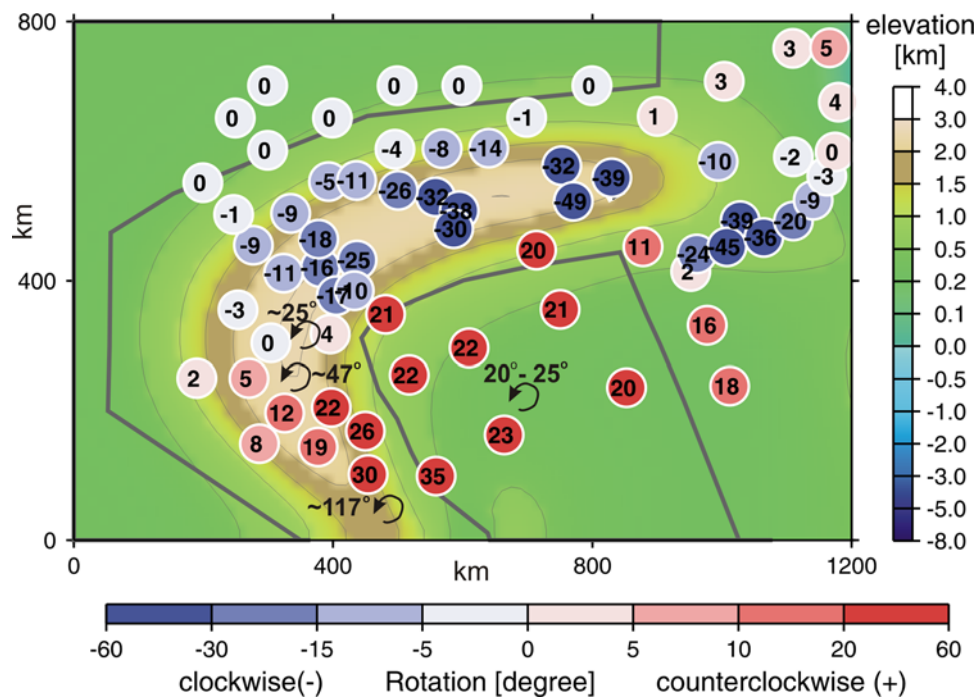 800 elevation
[km]
3 5
0 0 0 0 3
4.0
4
3.0
0 0 -1 1
2.0
0 -4 -8 -14 -2 0
1.0
-5 -11 -26 -32 -39 -10 -3
0 -32 -49 -9
0.5
-1 -9 -38 -39 -20
km
-9 -18 -30 -36
0.2
-25 20 11 -24 -45
400 -11 -16 2
0.1
-17 -10
-3 ~25° 21 21 16
0.0
0 4 22
-0.5
2 5 ~47° 22 20°- 25° 20 18
-1.0
12 22
-2.0
8 19 26 23
-3.0
30 35
-4.0
~117°
-5.0
0 -8.0
0 400 km 800 1200
-60 -30 -15 -5 0 5 10 20 60
clockwise(-) Rotation [degree] counterclockwise (+)